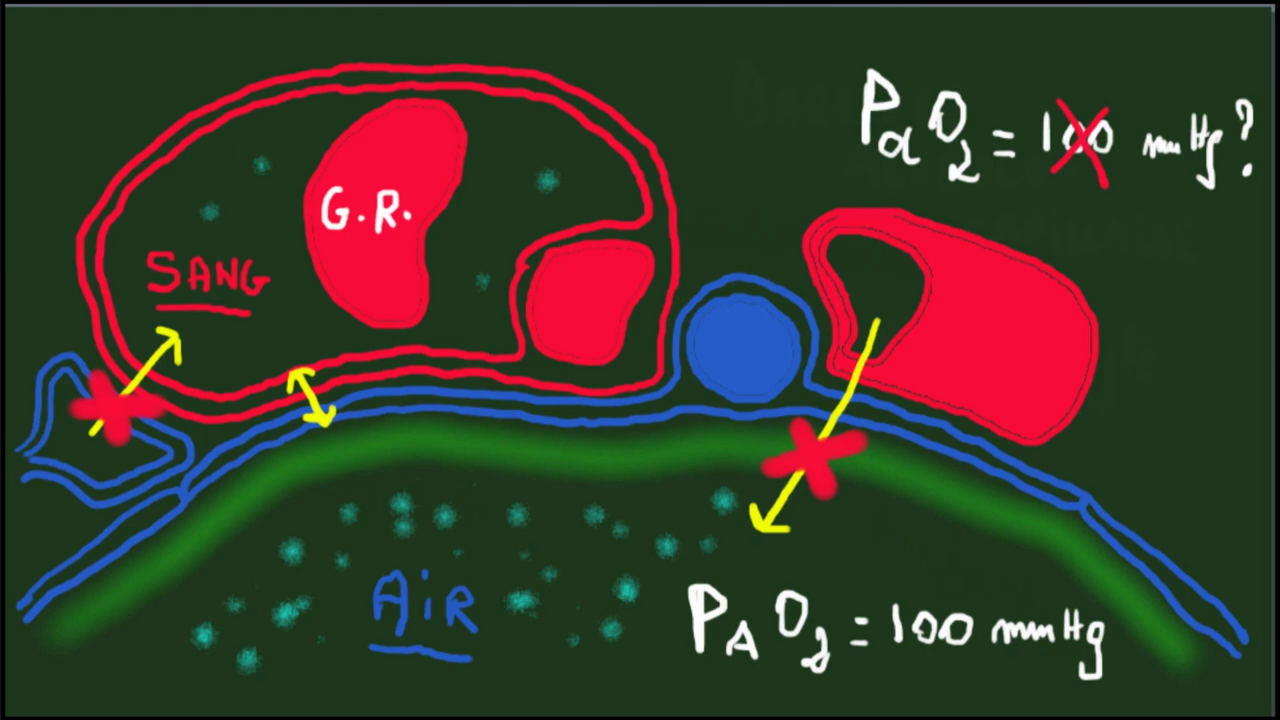 PaO₂ = 100 mmHg?
G.R.
SANG
AiR
PAO₂ = 100 mmHg